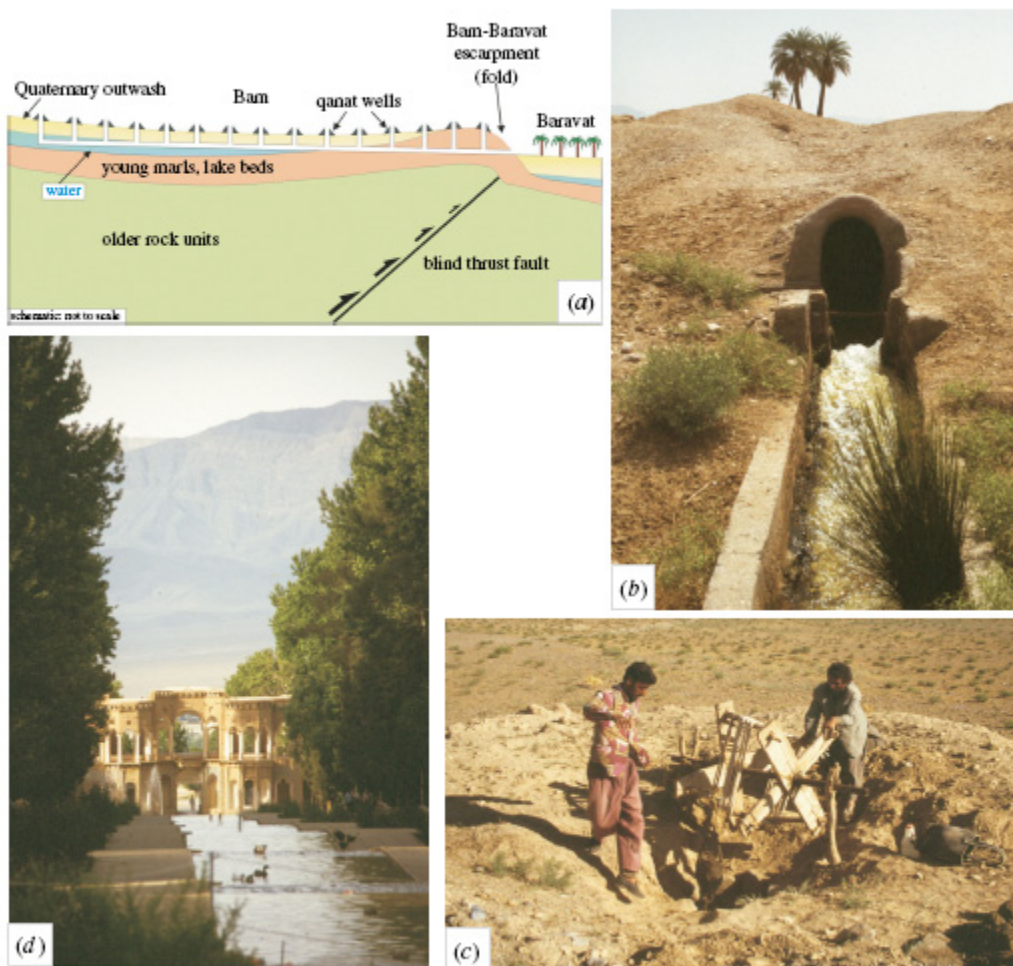 Bam-Baravat
escarpment
(fold)
Quaternary outwash
Bam
qanat wells
Baravat
young marls, lake beds
water
older rock units
blind thrust fault
(a)
schematic: not to scale
(b)
(d)
(c)